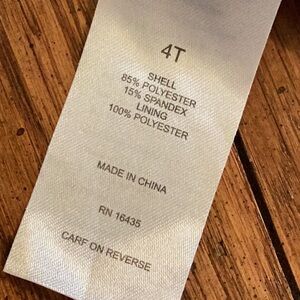 4T
SHELL
85% POLYESTER
15% SPANDEX
LINING
100% POLYESTER
MADE IN CHINA
RN 16435
CARF ON REVERSE